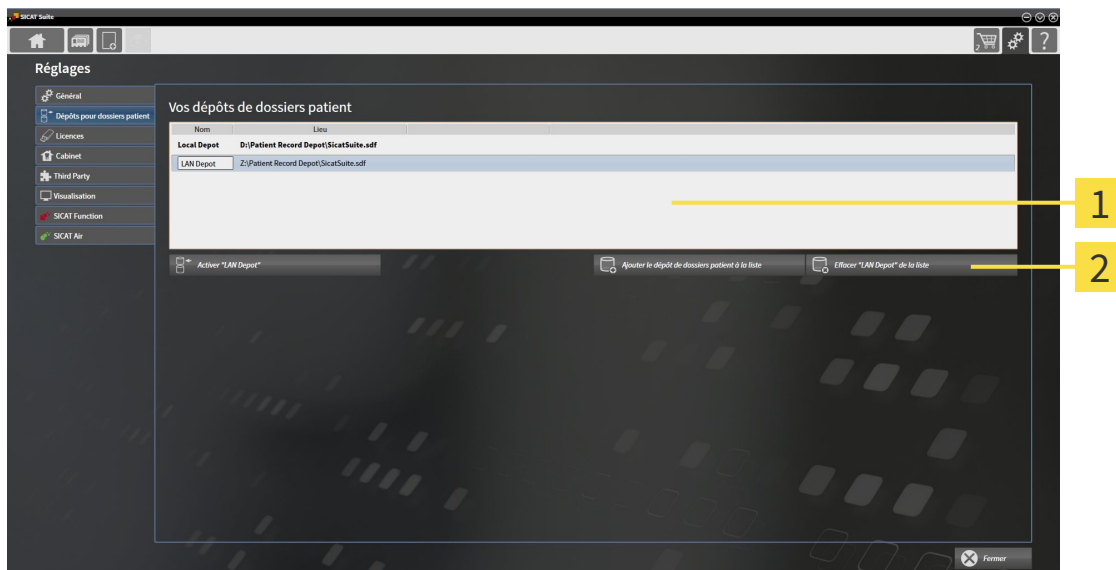 SICAT Suite
2
?
Réglages
Général
Dépôts pour dossiers patient
Licences
Cabinet
Third Party
Visualisation
SICAT Function
SICAT Air
Vos dépôts de dossiers patient
Nom Lieu
Local Depot D:\Patient Record Depot\SicatSuite.sdf
LAN Depot Z:\Patient Record Depot\SicatSuite.sdf
1
Activer "LAN Depot" Ajouter le dépôt de dossiers patient à la liste Effacer "LAN Depot" de la liste
2
Fermer